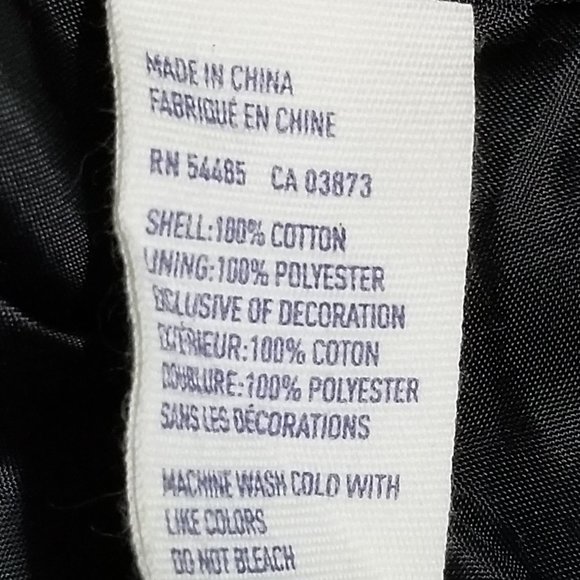 MADE IN CHINA
FABRIQUÉ EN CHINE
RN 54485 CA 03873
SHELL:100% COTTON
LINING:100% POLYESTER
EXCLUSIVE OF DECORATION
EXTÉRIEUR:100% COTON
DOUBLURE:100% POLYESTER
SANS LES DÉCORATIONS
MACHINE WASH COLD WITH
LIKE COLORS
DO NOT BLEACH